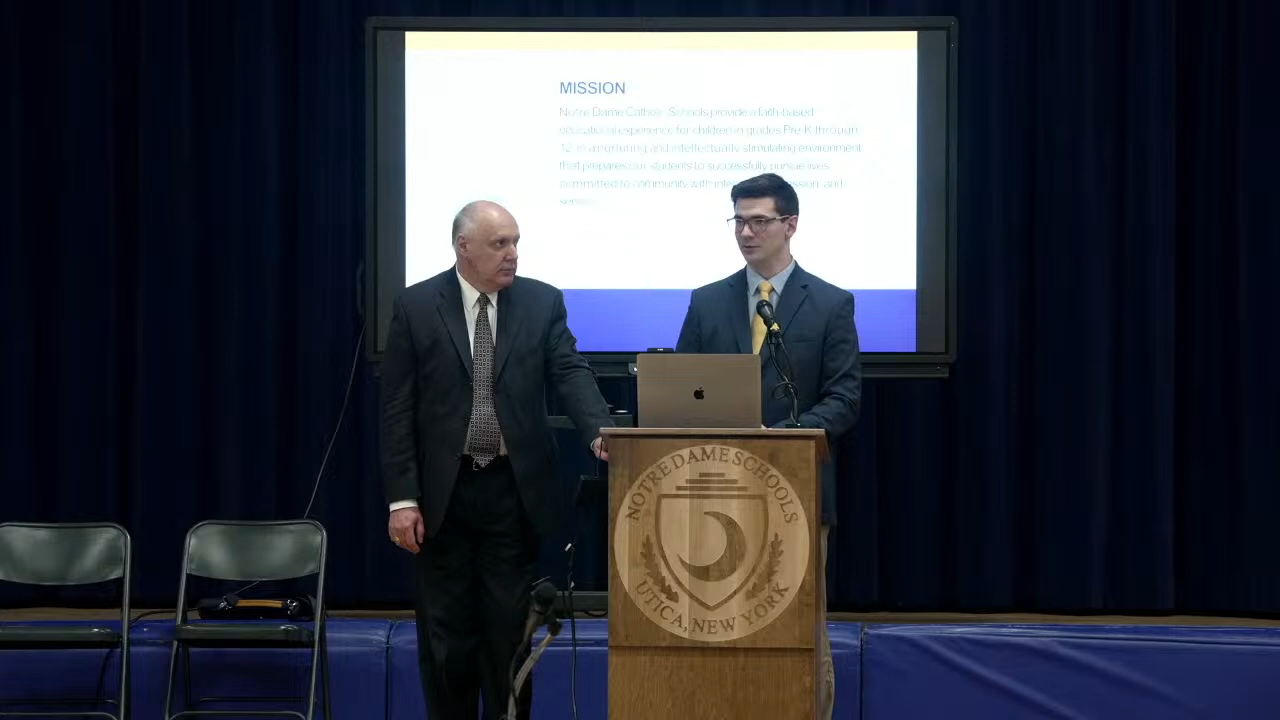 MISSION
Notre Dame Catholic Schools provide a faith-based
educational experience for children in grades Pre-K through
12 in a nurturing and intellectually stimulating environment
that prepares our students to successfully pursue lives
committed to community with and
NOTRE DAME SCHOOLS
UTICA, NEW YORK